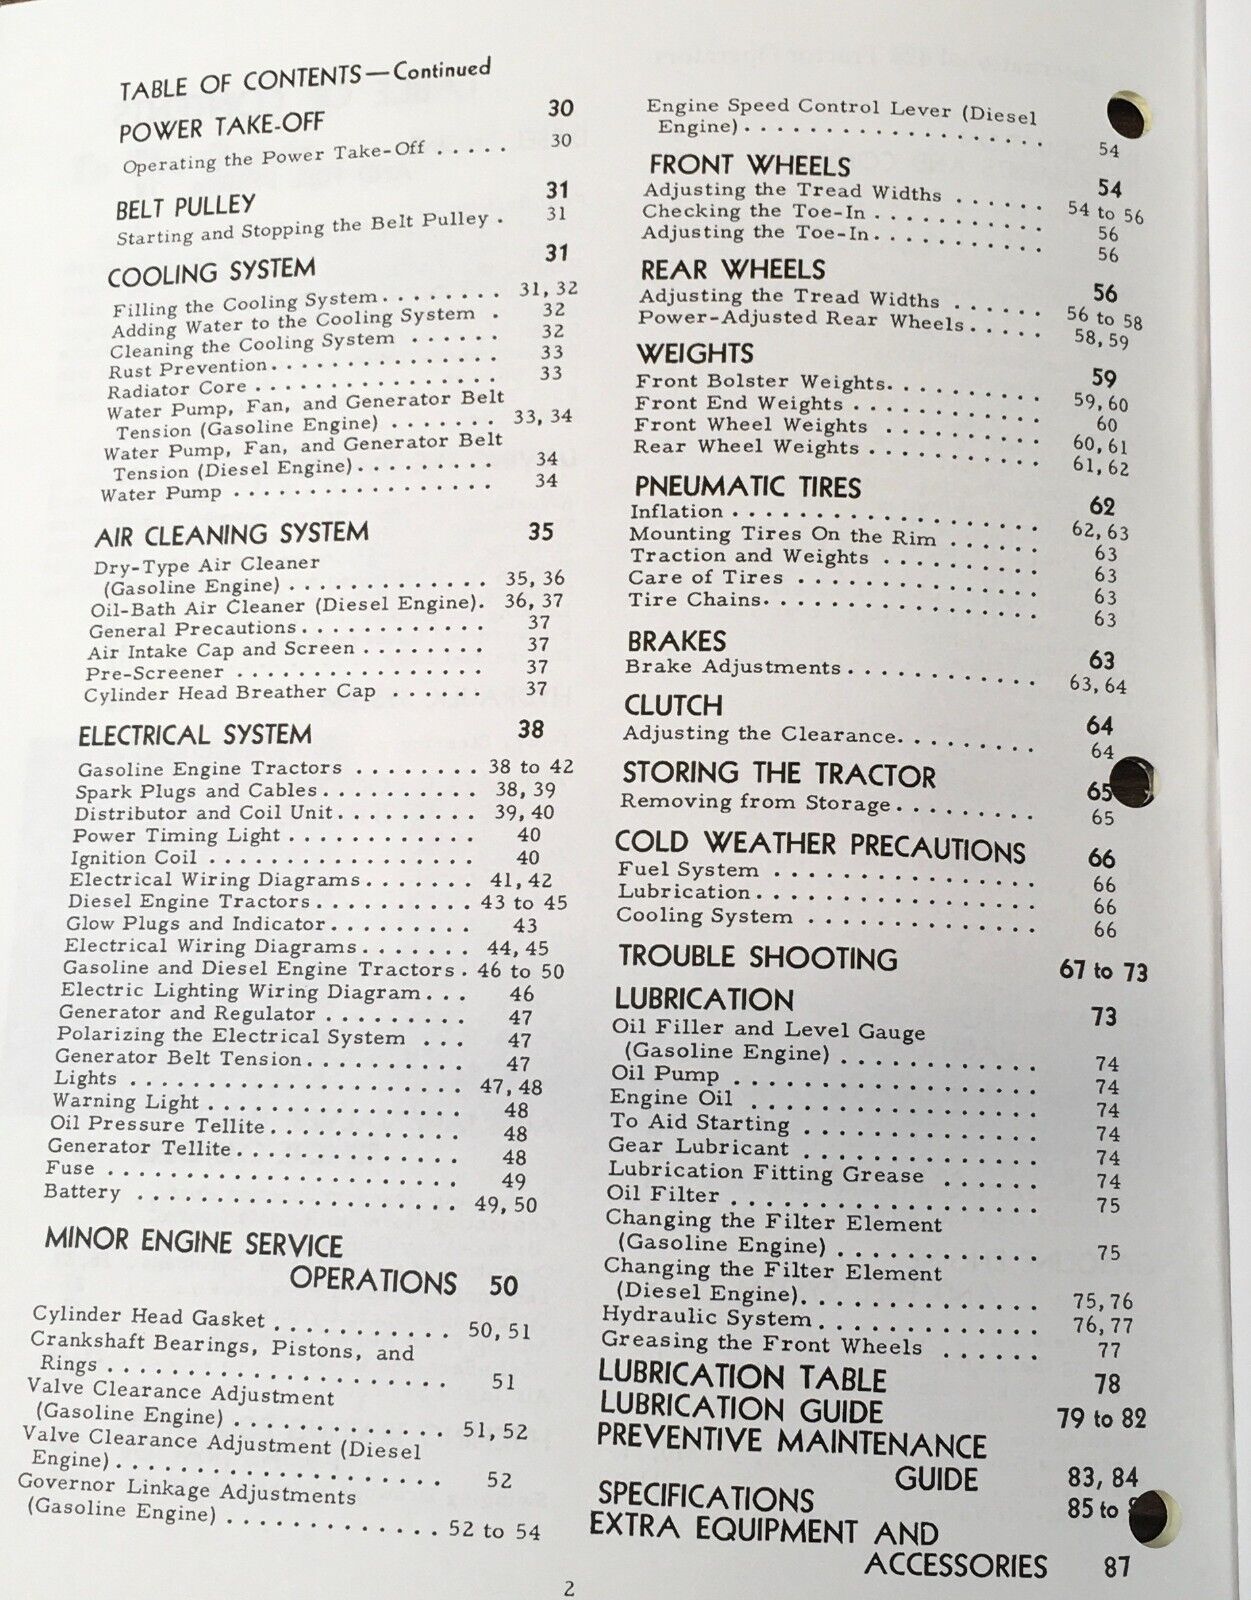 TABLE OF CONTENTS—Continued
POWER TAKE-OFF 30
Operating the Power Take-Off ..... 30
BELT PULLEY 31
Starting and Stopping the Belt Pulley . 31
COOLING SYSTEM 31
Filling the Cooling System........ 31, 32
Adding Water to the Cooling System . 32
Cleaning the Cooling System ...... 32
Rust Prevention................ 33
Radiator Core ................. 33
Water Pump, Fan, and Generator Belt
Tension (Gasoline Engine) ....... 33, 34
Water Pump, Fan, and Generator Belt
Tension (Diesel Engine)......... 34
Water Pump .................. 34
AIR CLEANING SYSTEM 35
Dry-Type Air Cleaner
(Gasoline Engine) ............. 35, 36
Oil-Bath Air Cleaner (Diesel Engine). 36, 37
General Precautions............. 37
Air Intake Cap and Screen ........ 37
Pre-Screener ................. 37
Cylinder Head Breather Cap ...... 37
ELECTRICAL SYSTEM 38
Gasoline Engine Tractors ........ 38 to 42
Spark Plugs and Cables.......... 38, 39
Distributor and Coil Unit......... 39, 40
Power Timing Light ............ 40
Ignition Coil ................. 40
Electrical Wiring Diagrams....... 41, 42
Diesel Engine Tractors.......... 43 to 45
Glow Plugs and Indicator......... 43
Electrical Wiring Diagrams...... 44, 45
Gasoline and Diesel Engine Tractors. 46 to 50
Electric Lighting Wiring Diagram... 46
Generator and Regulator ......... 47
Polarizing the Electrical System ... 47
Generator Belt Tension.......... 47
Lights ..................... 47, 48
Warning Light ................ 48
Oil Pressure Tellite............ 48
Generator Tellite.............. 48
Fuse ...................... 49
Battery .................... 49, 50
MINOR ENGINE SERVICE
OPERATIONS 50
Cylinder Head Gasket ........... 50, 51
Crankshaft Bearings, Pistons, and
Rings ..................... 51
Valve Clearance Adjustment
(Gasoline Engine) ............. 51, 52
Valve Clearance Adjustment (Diesel
Engine).................... 52
Governor Linkage Adjustments
(Gasoline Engine) ............. 52 to 54
Engine Speed Control Lever (Diesel
Engine)................... 54
FRONT WHEELS 54
Adjusting the Tread Widths ...... 54 to 56
Checking the Toe-In ........... 56
Adjusting the Toe-In........... 56
REAR WHEELS 56
Adjusting the Tread Widths ...... 56 to 58
Power-Adjusted Rear Wheels..... 58, 59
WEIGHTS 59
Front Bolster Weights.......... 59, 60
Front End Weights ............ 60
Front Wheel Weights .......... 60, 61
Rear Wheel Weights ........... 61, 62
PNEUMATIC TIRES 62
Inflation ................... 62, 63
Mounting Tires On the Rim ...... 63
Traction and Weights .......... 63
Care of Tires ............... 63
Tire Chains................. 63
BRAKES 63
Brake Adjustments............ 63, 64
CLUTCH 64
Adjusting the Clearance......... 64
STORING THE TRACTOR 65
Removing from Storage......... 65
COLD WEATHER PRECAUTIONS 66
Fuel System ................ 66
Lubrication................. 66
Cooling System .............. 66
TROUBLE SHOOTING 67 to 73
LUBRICATION 73
Oil Filler and Level Gauge
(Gasoline Engine) ............ 74
Oil Pump .................. 74
Engine Oil ................. 74
To Aid Starting .............. 74
Gear Lubricant .............. 74
Lubrication Fitting Grease ...... 74
Oil Filter .................. 75
Changing the Filter Element
(Gasoline Engine) ............ 75
Changing the Filter Element
(Diesel Engine).............. 75, 76
Hydraulic System............. 76, 77
Greasing the Front Wheels ...... 77
LUBRICATION TABLE 78
LUBRICATION GUIDE 79 to 82
PREVENTIVE MAINTENANCE
GUIDE 83, 84
SPECIFICATIONS 85 to
EXTRA EQUIPMENT AND
ACCESSORIES 87
2